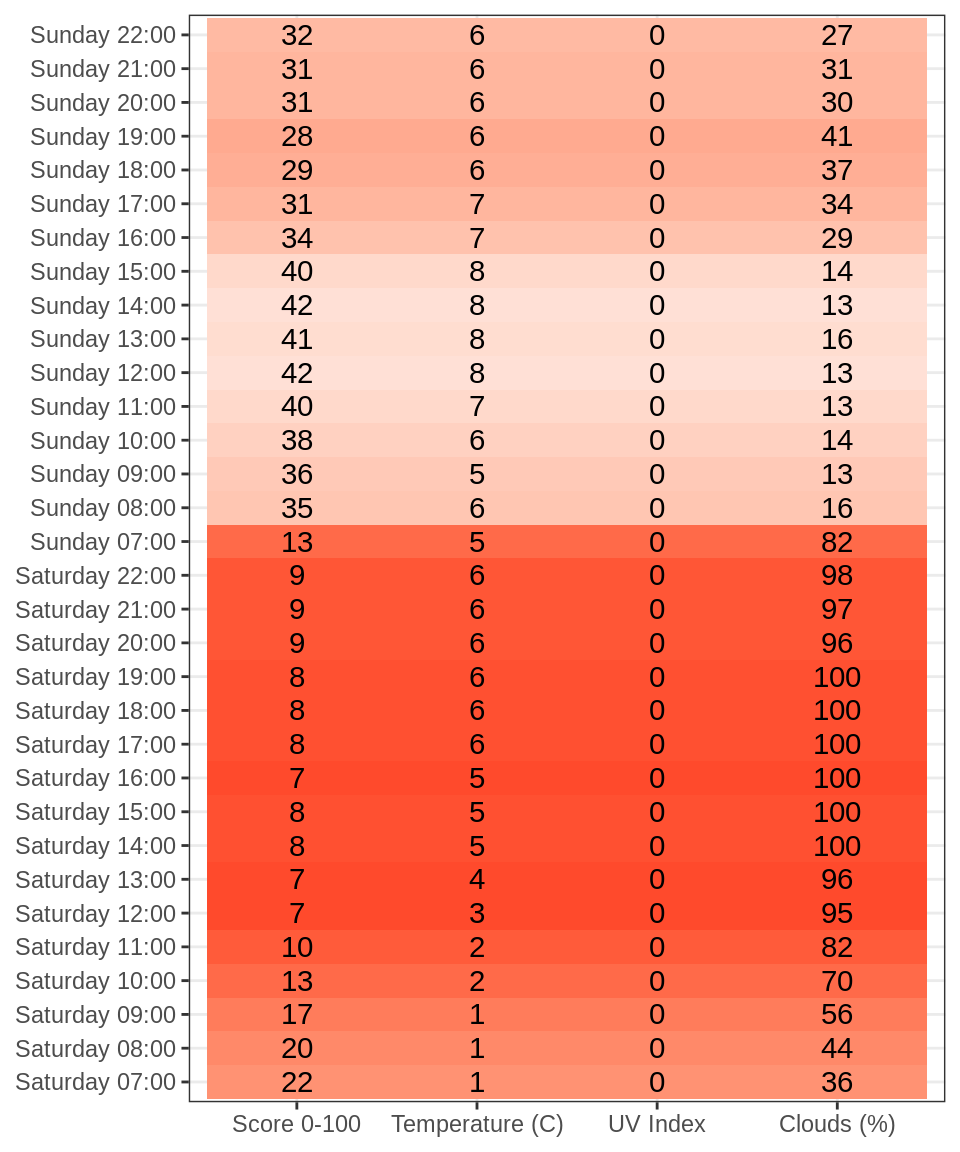 Sunday 22:00 32 6 0 27
Sunday 21:00 31 6 0 31
Sunday 20:00 31 6 0 30
Sunday 19:00 28 6 0 41
Sunday 18:00 29 6 0 37
Sunday 17:00 31 7 0 34
Sunday 16:00 34 7 0 29
Sunday 15:00 40 8 0 14
Sunday 14:00 42 8 0 13
Sunday 13:00 41 8 0 16
Sunday 12:00 42 8 0 13
Sunday 11:00 40 7 0 13
Sunday 10:00 38 6 0 14
Sunday 09:00 36 5 0 13
Sunday 08:00 35 6 0 16
Sunday 07:00 13 5 0 82
Saturday 22:00 9 6 0 98
Saturday 21:00 9 6 0 97
Saturday 20:00 9 6 0 96
Saturday 19:00 8 6 0 100
Saturday 18:00 8 6 0 100
Saturday 17:00 8 6 0 100
Saturday 16:00 7 5 0 100
Saturday 15:00 8 5 0 100
Saturday 14:00 8 5 0 100
Saturday 13:00 7 4 0 96
Saturday 12:00 7 3 0 95
Saturday 11:00 10 2 0 82
Saturday 10:00 13 2 0 70
Saturday 09:00 17 1 0 56
Saturday 08:00 20 1 0 44
Saturday 07:00 22 1 0 36
Score 0-100 Temperature (C) UV Index Clouds (%)